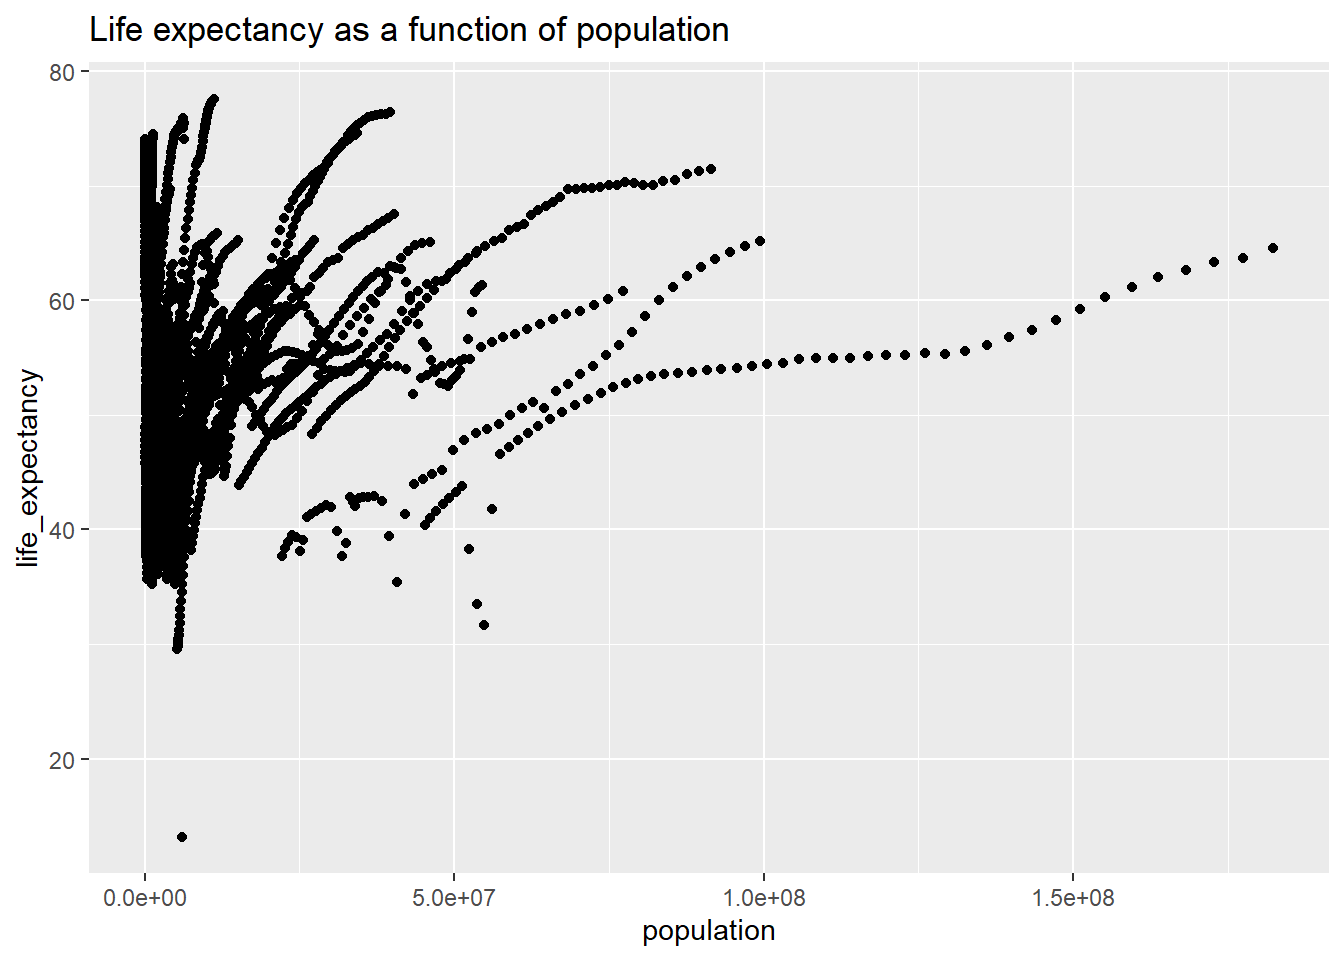 Life expectancy as a function of population
80
60
40
20
life_expectancy
0.0e+00 5.0e+07 1.0e+08 1.5e+08
population